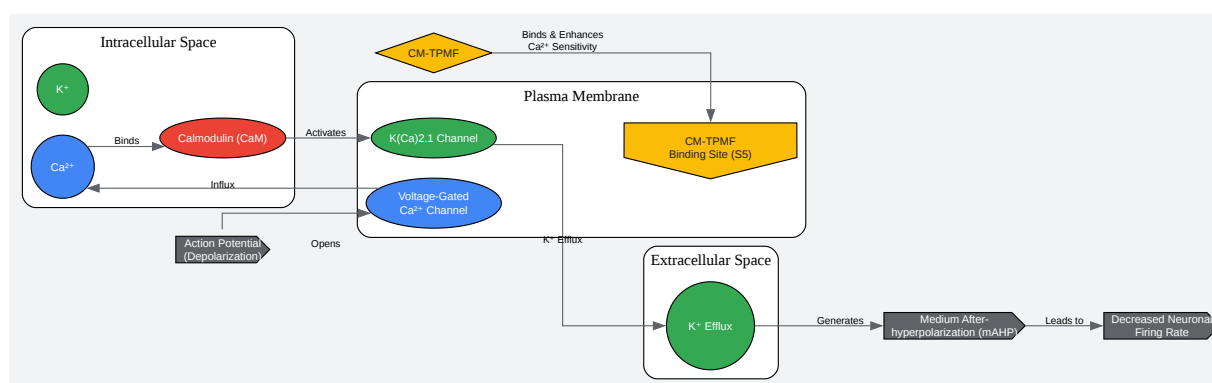 Intracellular Space
K⁺
Ca²⁺
Binds
Calmodulin (CaM)
Activates
Influx
Action Potential
(Depolarization)
Opens
CM-TPMF
Binds & Enhances
Ca²⁺ Sensitivity
Plasma Membrane
K(Ca)2.1 Channel
Voltage-Gated
Ca²⁺ Channel
CM-TPMF
Binding Site (S5)
K⁺ Efflux
Extracellular Space
K⁺ Efflux
Generates
Medium After-
hyperpolarization (mAHP)
Leads to
Decreased Neurona
Firing Rate